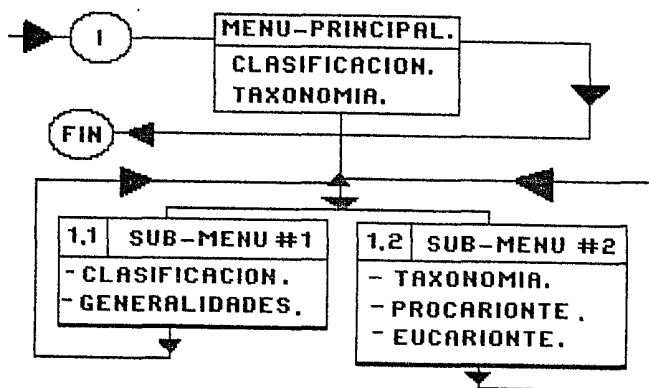 1
MENU-PRINCIPAL.
CLASIFICACION.
TAXONOMIA.
FIN
1.1 SUB-MENU #1
- CLASIFICACION.
- GENERALIDADES.
1.2 SUB-MENU #2
- TAXONOMIA.
- PROCARIONTE.
- EUCARIONTE.